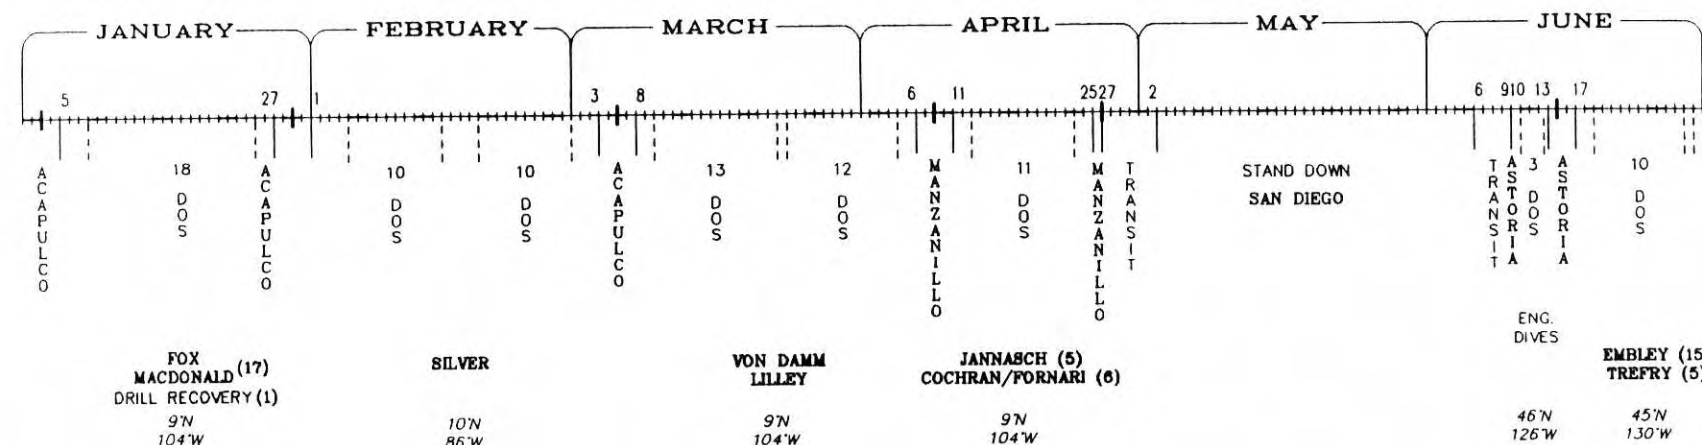 JANUARY FEBRUARY MARCH APRIL MAY JUNE
5 27 1 3 8 6 11 25 27 2 6 9 10 13 17
ACAPULCO
18 DOS
ACAPULCO
10 DOS
10 DOS
ACAPULCO
13 DOS
12 DOS
MANZANILLO
11 DOS
MANZANILLO
TRANSIT
STAND DOWN
SAN DIEGO
TRANSIT
ASTORIA
3 DOS
ASTORIA
10 DOS
ENG.
DIVES
FOX
MACDONALD (17)
DRILL RECOVERY (1)
9°N
104°W
SILVER
10°N
86°W
VON DAMM
LILLEY
9°N
104°W
JANNASCH (5)
COCHRAN/FORNARI (6)
9°N
104°W
46°N
126°W
EMBLEY (15
TREFRY (5)
45°N
130°W